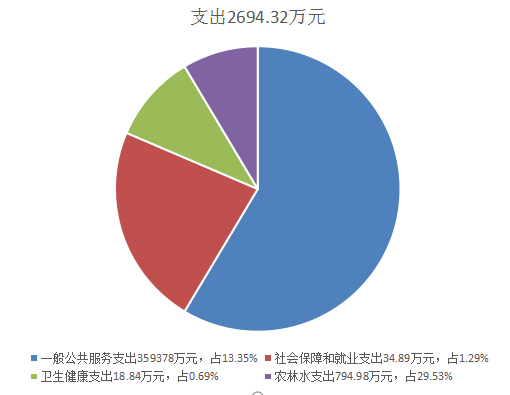 支出2694.32万元
一般公共服务支出359378万元，占13.35% 社会保障和就业支出34.89万元，占1.29%
卫生健康支出18.84万元，占0.69% 农林水支出794.98万元，占29.53%